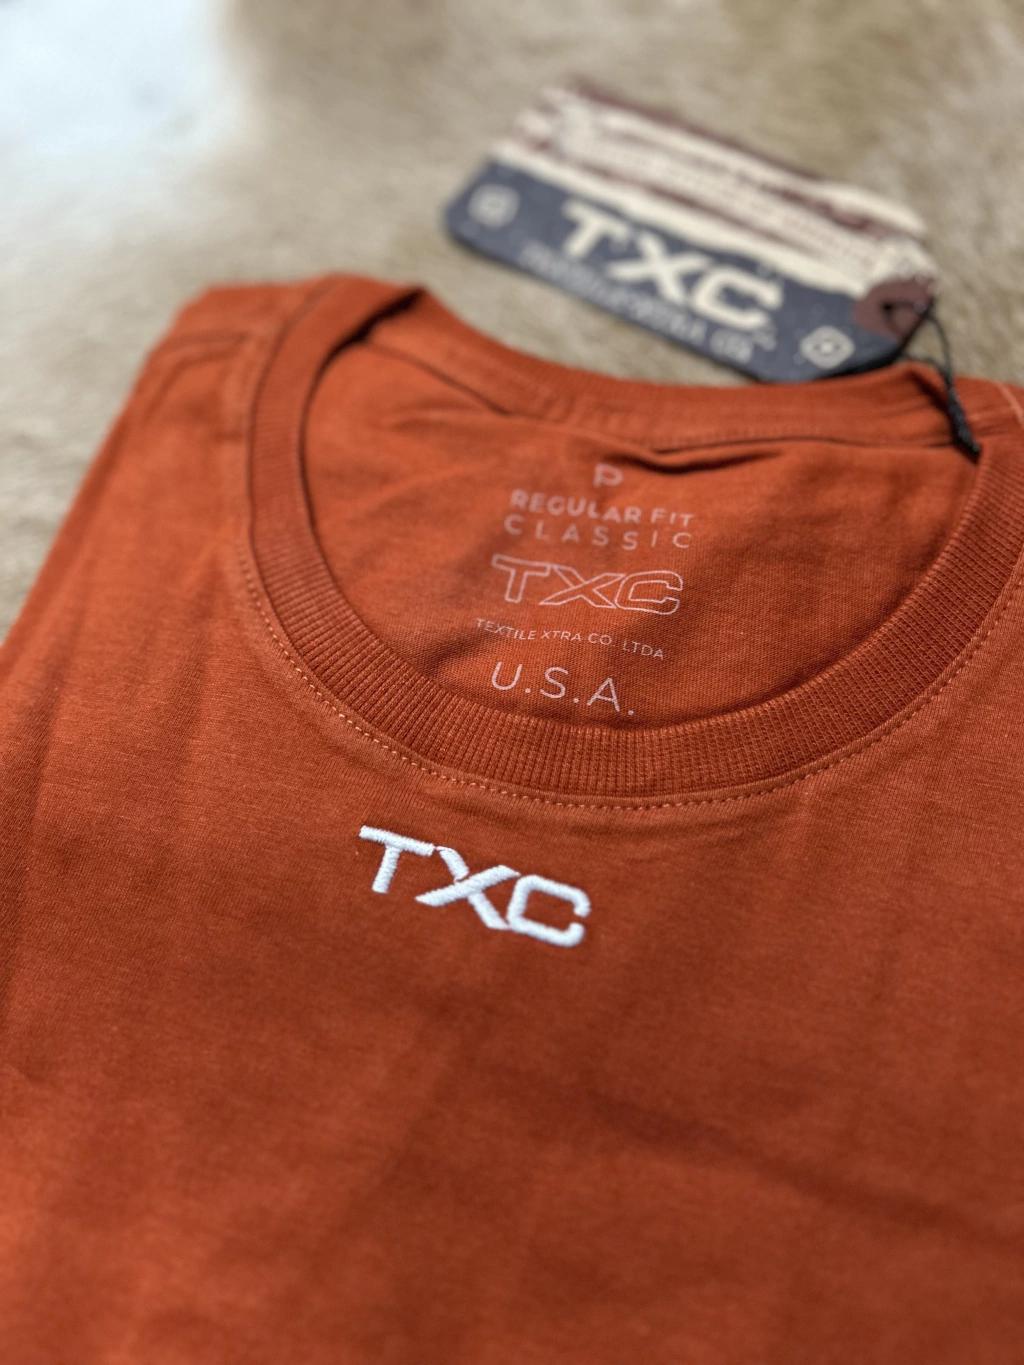 TXC
P
REGULAR FIT
CLASSIC
TXC
TEXTILE XTRA CO. LTDA
U.S.A.
TXC